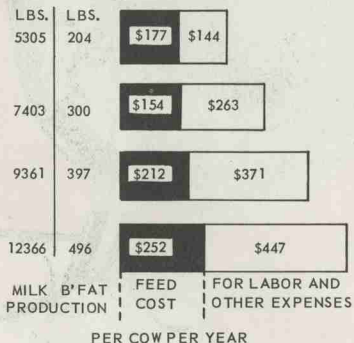 LBS. LBS.
5305 204 $177 $144
7403 300 $154 $263
9361 397 $212 $371
12366 496 $252 $447
MILK B'FAT FEED FOR LABOR AND
PRODUCTION COST OTHER EXPENSES
PER COW PER YEAR